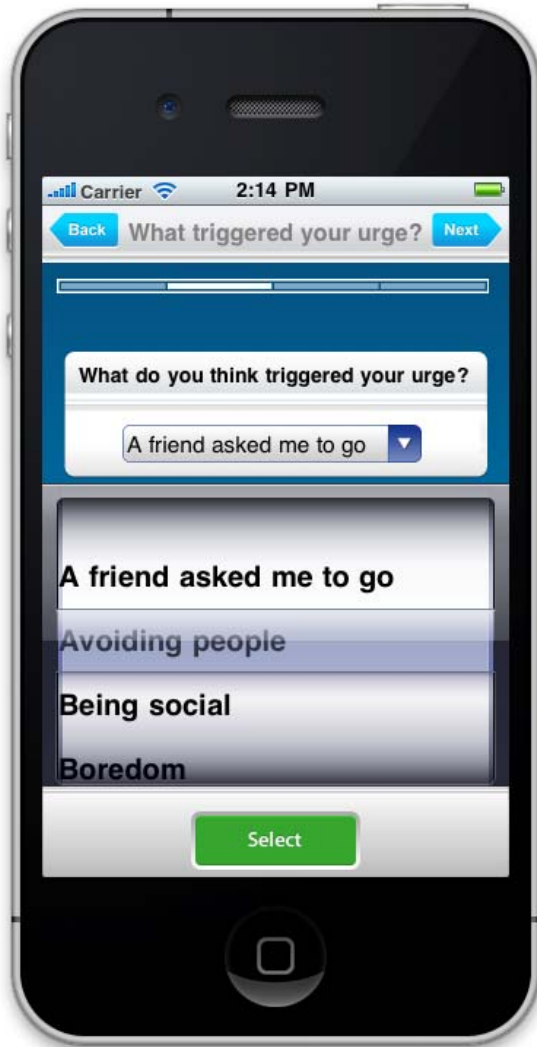 Carrier 2:14 PM
Back What triggered your urge? Next
What do you think triggered your urge?
A friend asked me to go
A friend asked me to go
Avoiding people
Being social
Boredom
Select